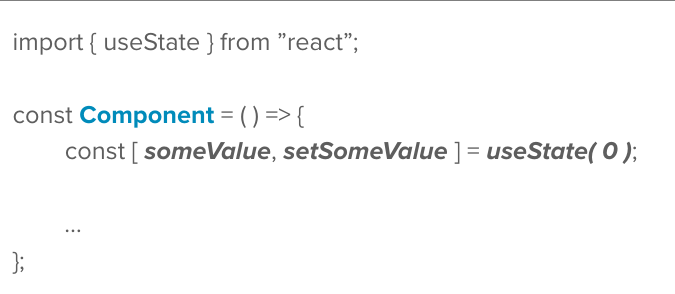 import { useState } from ”react”;
const Component = ( ) => {
const [ someValue, setSomeValue ] = useState( 0 );
...
};